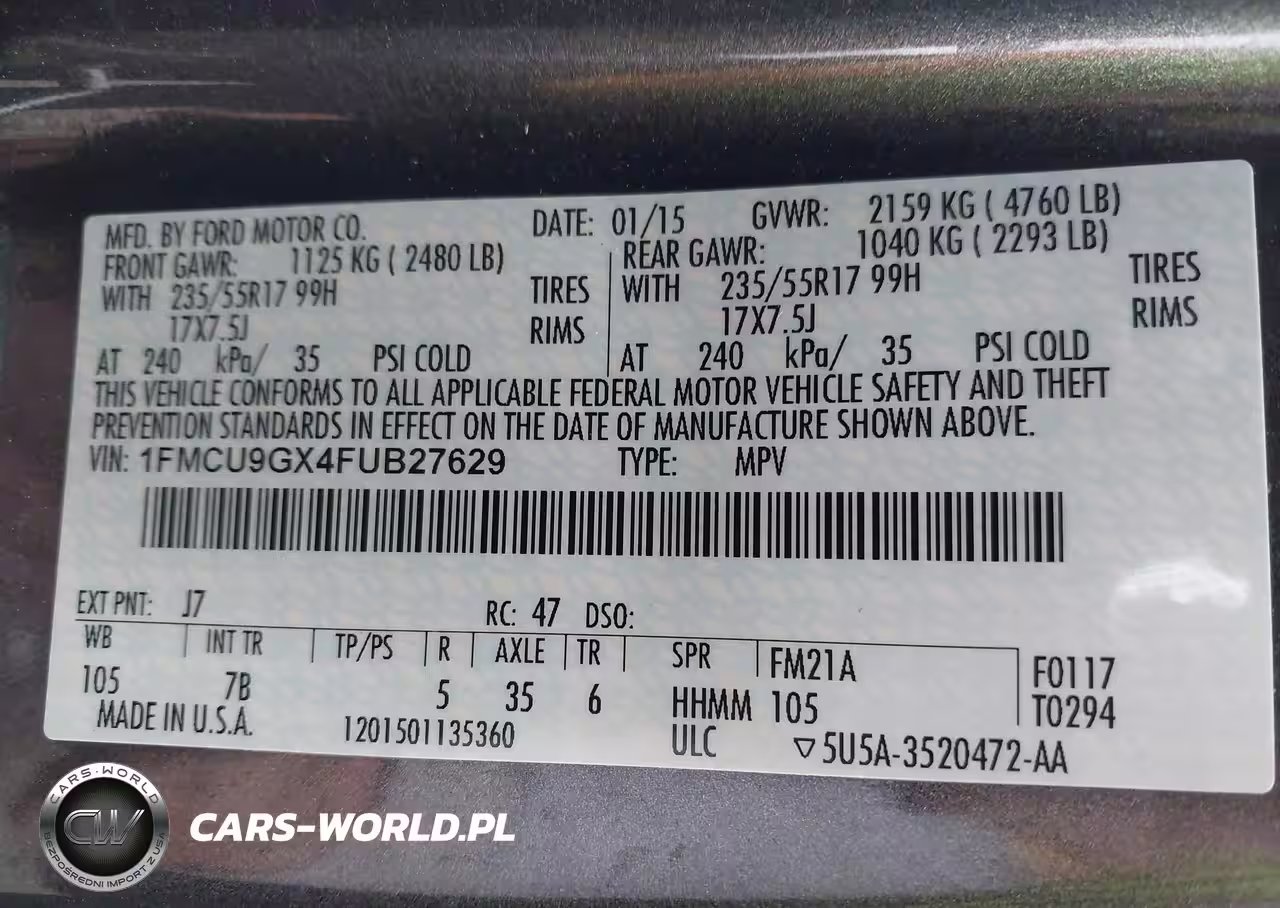 MFD. BY FORD MOTOR CO. DATE: 01/15 GVWR: 2159 KG ( 4760 LB)
FRONT GAWR: 1125 KG ( 2480 LB) REAR GAWR: 1040 KG ( 2293 LB)
WITH 235/55R17 99H TIRES WITH 235/55R17 99H TIRES
17X7.5J RIMS 17X7.5J RIMS
AT 240 kPa/ 35 PSI COLD AT 240 kPa/ 35 PSI COLD
THIS VEHICLE CONFORMS TO ALL APPLICABLE FEDERAL MOTOR VEHICLE SAFETY AND THEFT
PREVENTION STANDARDS IN EFFECT ON THE DATE OF MANUFACTURE SHOWN ABOVE.
VIN: 1FMCU9GX4FUB27629 TYPE: MPV
EXT PNT: J7 RC: 47 DSO:
WB INT TR TP/PS R AXLE TR SPR FM21A F0117
105 7B 5 35 6 HHMM 105 T0294
MADE IN U.S.A. 1201501135360 ULC ▽5U5A-3520472-AA
CARS-WORLD
CW
BEZPOŚREDNI IMPORT Z USA
CARS-WORLD.PL